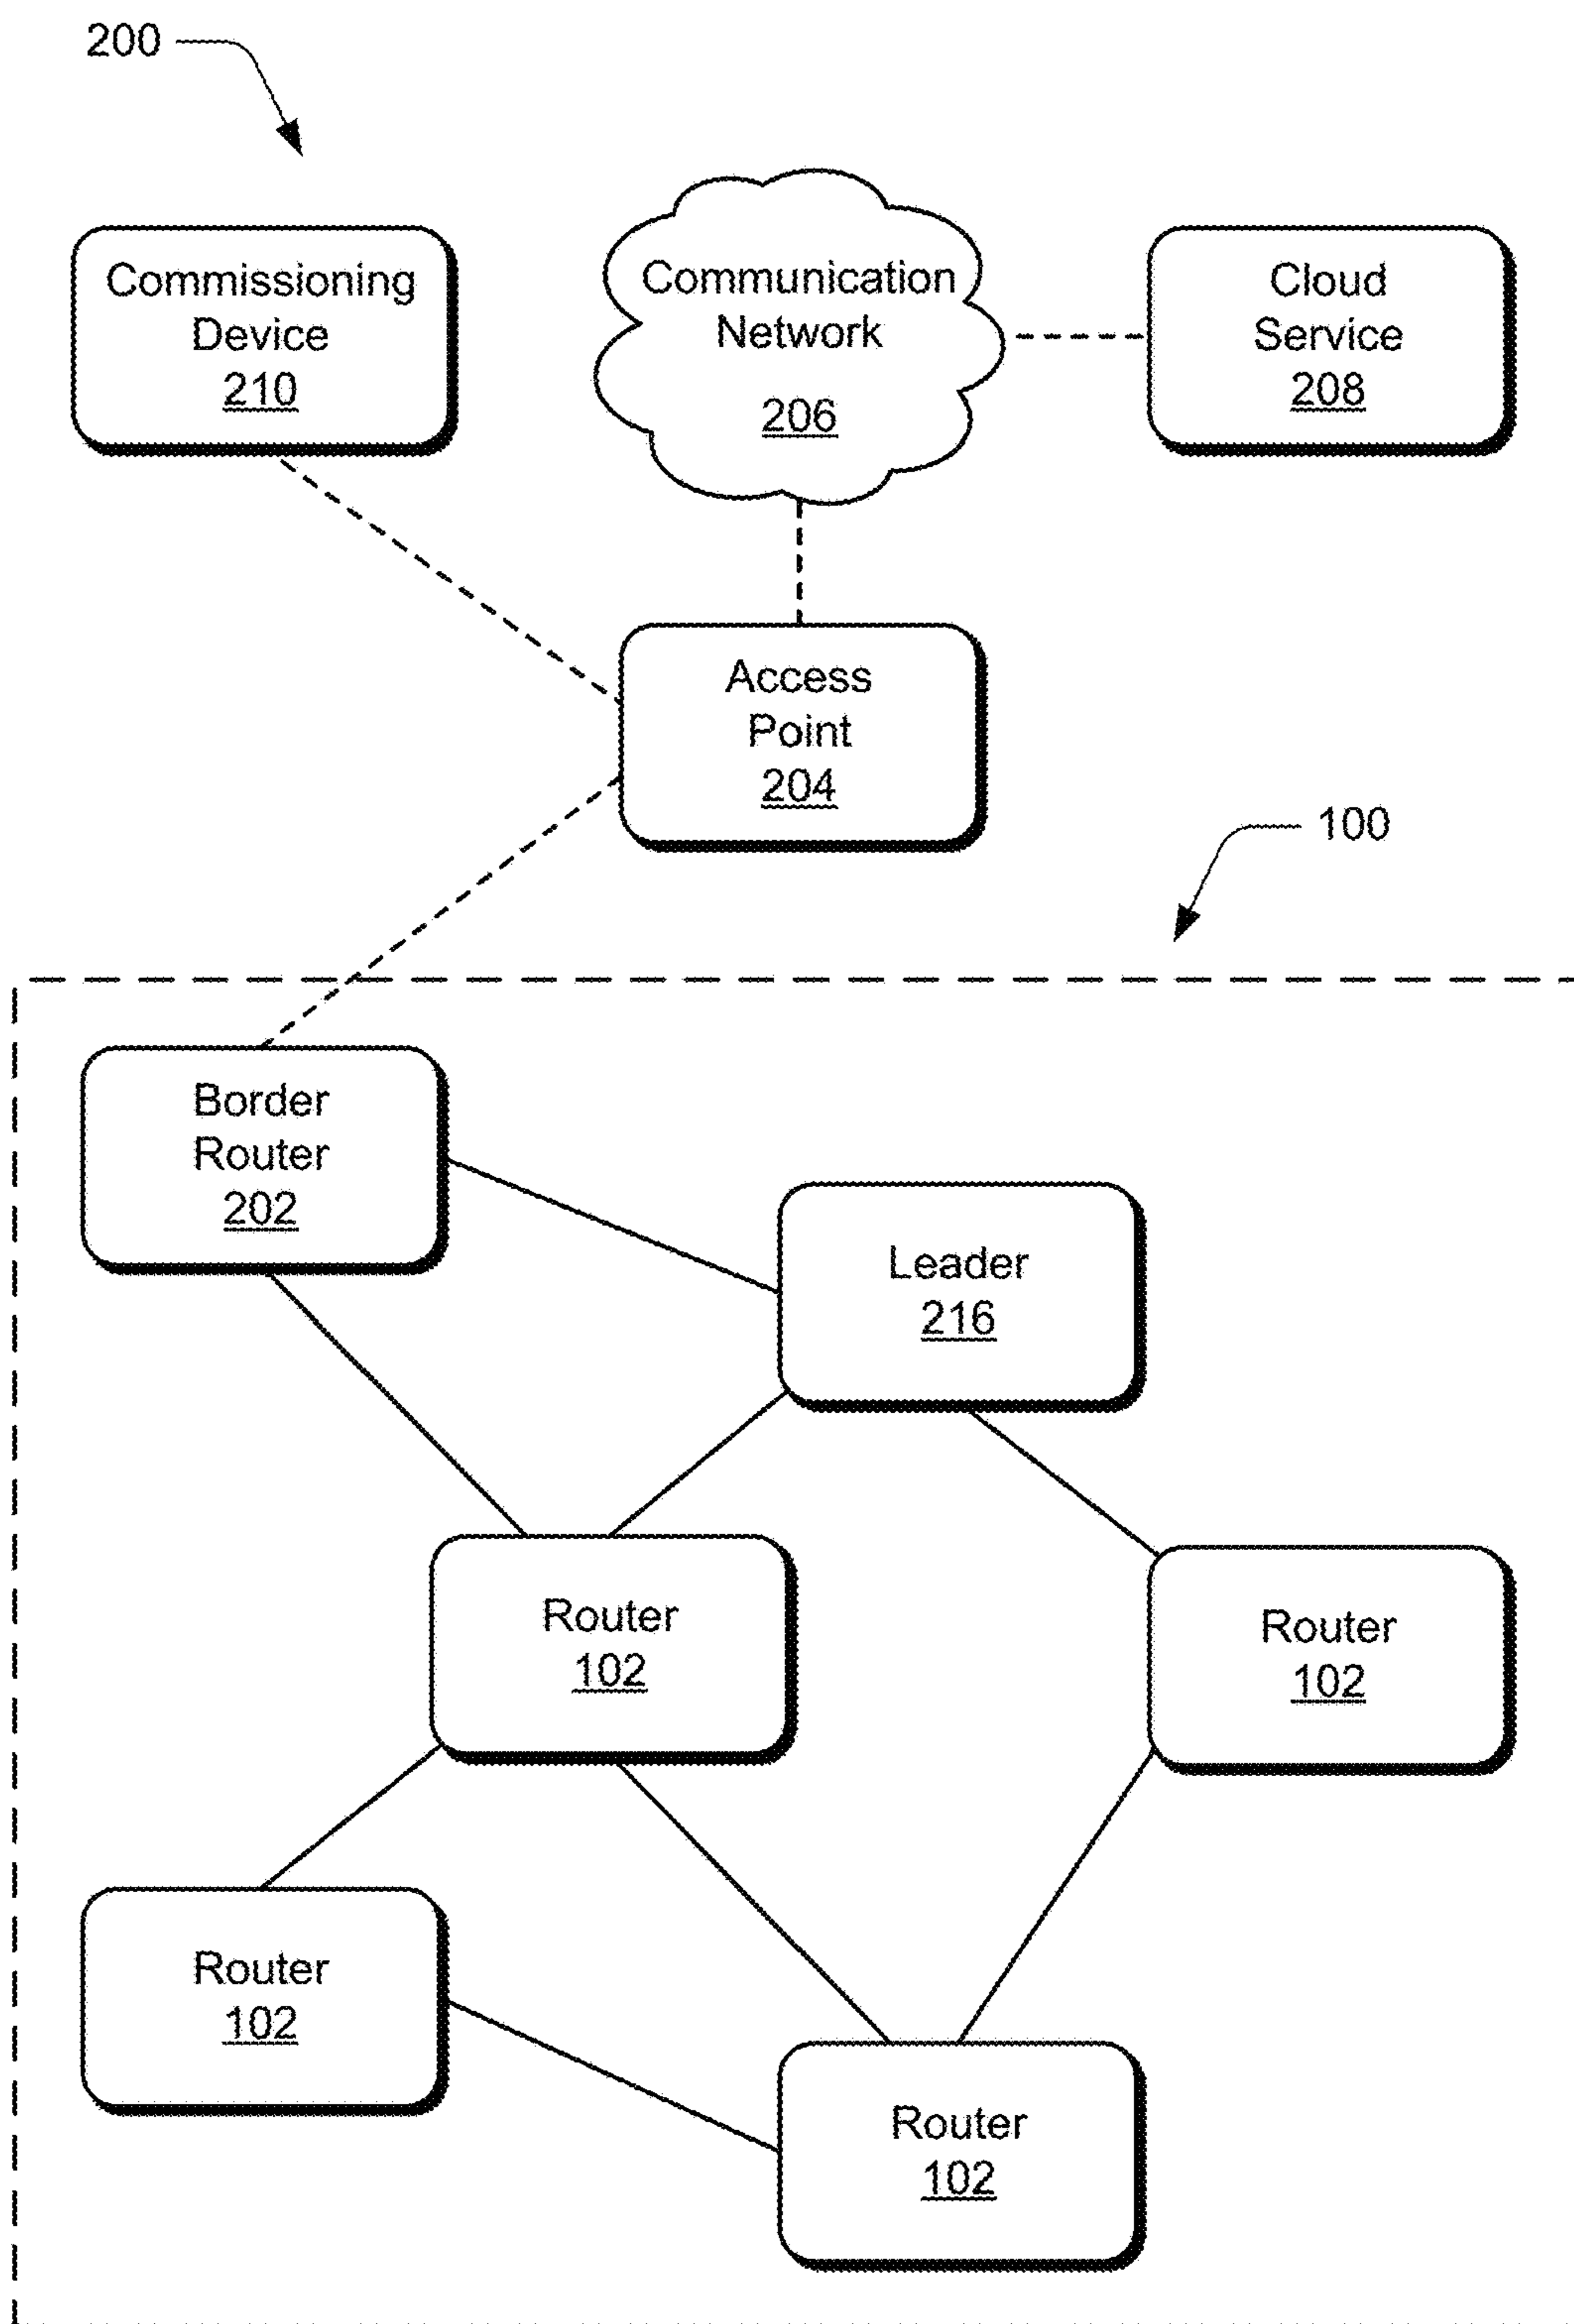 200
Commissioning
Device
210
Communication
Network
206
Cloud
Service
208
Access
Point
204
100
Border
Router
202
Leader
216
Router
102
Router
102
Router
102
Router
102